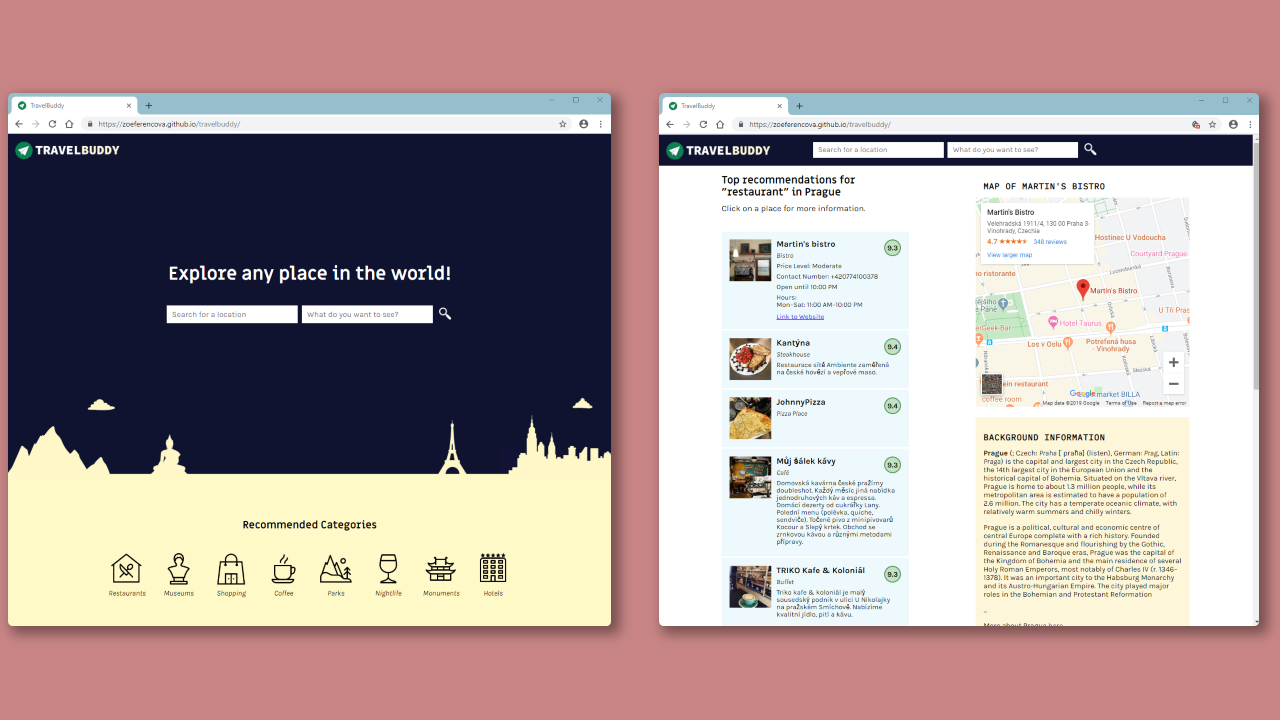 TravelBuddy
https://zoeferencova.github.io/travelbuddy/
TRAVELBUDDY
Explore any place in the world!
Search for a location
What do you want to see?
Recommended Categories
Restaurants
Museums
Shopping
Coffee
Parks
Nightlife
Monuments
Hotels
TravelBuddy
https://zoeferencova.github.io/travelbuddy/
TRAVELBUDDY
Search for a location
What do you want to see?
Top recommendations for
"restaurant" in Prague
Click on a place for more information.
Martin's bistro
9.3
Bistro
Price Level: Moderate
Contact Number: +420774100378
Open until 10:00 PM
Hours:
Mon-Sat: 11:00 AM-10:00 PM
Link to Website
Kantýna
9.4
Steakhouse
Restaurace sítě Ambiente zaměřená
na české hovězí a vepřové maso.
JohnnyPizza
9.4
Pizza Place
Můj šálek kávy
9.3
Café
Domovská kavárna české pražírny
doubleshot. Každý měsíc jiná nabídka
jednodruhových káv a espressa.
Domácí dezerty od cukrářky Lany.
Polední menu (polévka, quiche,
sendviče). Točené pivo z minipivovarů
Kocour a Slepý krtek. Obchod se
zrnkovou kávou a různými metodami
přípravy.
TRIKO Kafe & Koloniál
9.3
Buffet
Triko kafe & koloniál je malý
sousedský podnik v ulici U Nikolajky
na pražském Smíchově. Nabízíme
kvalitní jídlo, pití a kávu.
MAP OF MARTIN'S BISTRO
Martin's Bistro
Velehradská 1911/4, 130 00 Praha 3-
Vinohrady, Czechia
4.7
348 reviews
View larger map
Hostinec U Vodoucha
Courtyard Prague
no ristorante
Lucemburská
Martin's Bistro
U Tří Pras
GeekBar
Hotel Taurus
Los v Oslu
Potrefená husa
- Vinohrady
Slezská
ein restaurant
coffee room
Google
market BILLA
Map data ©2019 Google
Terms of Use
Report a map error
BACKGROUND INFORMATION
Prague (; Czech: Praha [ˈpraɦa] (listen), German: Prag, Latin:
Praga) is the capital and largest city in the Czech Republic,
the 14th largest city in the European Union and the
historical capital of Bohemia. Situated on the Vltava river,
Prague is home to about 1.3 million people, while its
metropolitan area is estimated to have a population of
2.6 million. The city has a temperate oceanic climate, with
relatively warm summers and chilly winters.
Prague is a political, cultural and economic centre of
central Europe complete with a rich history. Founded
during the Romanesque and flourishing by the Gothic,
Renaissance and Baroque eras, Prague was the capital of
the Kingdom of Bohemia and the main residence of several
Holy Roman Emperors, most notably of Charles IV (r. 1346–
1378). It was an important city to the Habsburg Monarchy
and its Austro-Hungarian Empire. The city played major
roles in the Bohemian and Protestant Reformation
More about Prague here